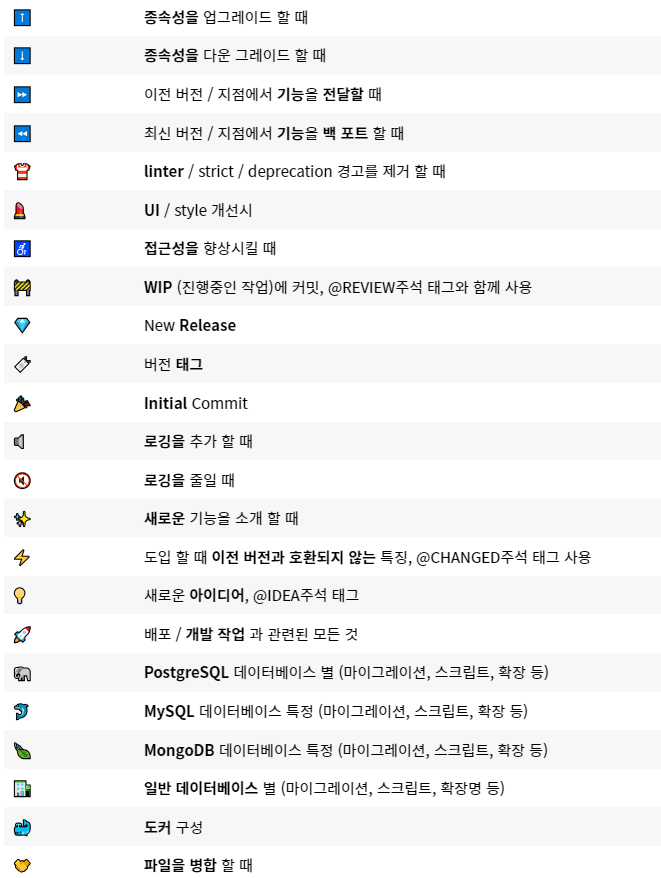 종속성을 업그레이드 할 때
종속성을 다운 그레이드 할 때
이전 버전 / 지점에서 기능을 전달할 때
최신 버전 / 지점에서 기능을 백 포트 할 때
linter / strict / deprecation 경고를 제거 할 때
UI / style 개선시
접근성을 향상시킬 때
WIP (진행중인 작업)에 커밋, @REVIEW주석 태그와 함께 사용
New Release
버전 태그
Initial Commit
로깅을 추가 할 때
로깅을 줄일 때
새로운 기능을 소개 할 때
도입 할 때 이전 버전과 호환되지 않는 특징, @CHANGED주석 태그 사용
새로운 아이디어, @IDEA주석 태그
배포 / 개발 작업 과 관련된 모든 것
PostgreSQL 데이터베이스 별 (마이그레이션, 스크립트, 확장 등)
MySQL 데이터베이스 특정 (마이그레이션, 스크립트, 확장 등)
MongoDB 데이터베이스 특정 (마이그레이션, 스크립트, 확장 등)
일반 데이터베이스 별 (마이그레이션, 스크립트, 확장명 등)
도커 구성
파일을 병합 할 때